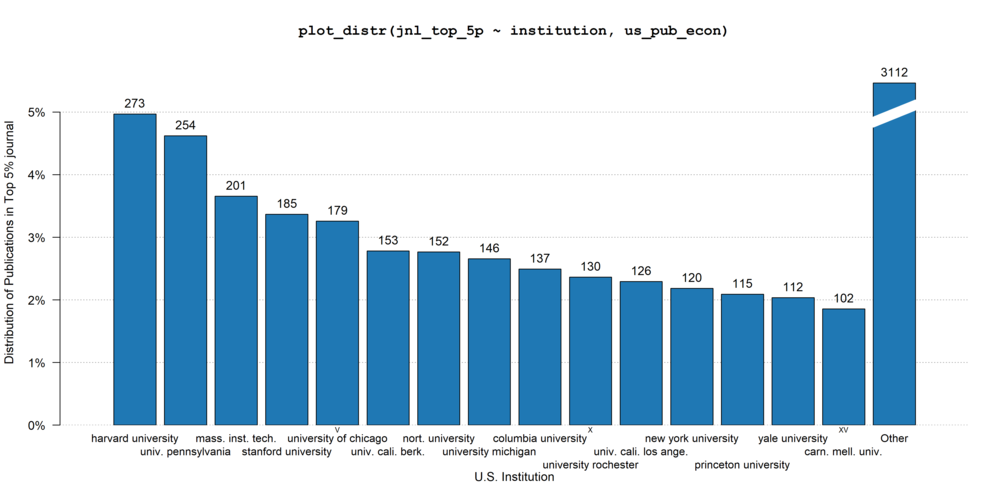 plot_distr(jnl_top_5p ~ institution, us_pub_econ)
Distribution of Publications in Top 5% journal
5%
4%
3%
2%
1%
0%
273
254
201
185
179
153
152
146
137
130
126
120
115
112
102
3112
V
X
XV
harvard university
univ. pennsylvania
mass. inst. tech.
stanford university
university of chicago
univ. cali. berk.
nort. university
university michigan
columbia university
university rochester
univ. cali. los ange.
new york university
princeton university
yale university
carn. mell. univ.
Other
U.S. Institution